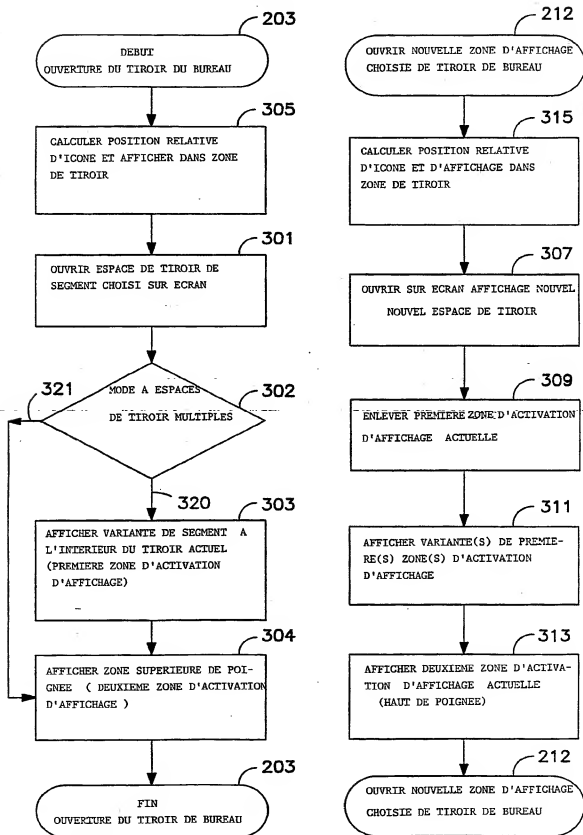 203
DEBUT
OUVERTURE DU TIROIR DU BUREAU
305
CALCULER POSITION RELATIVE
D'ICONE ET AFFICHER DANS ZONE
DE TIROIR
301
OUVRIR ESPACE DE TIROIR DE
SEGMENT CHOISI SUR ECRAN
321
302
MODE A ESPACES
DE TIROIR MULTIPLES
320
303
AFFICHER VARIANTE DE SEGMENT A
L'INTERIEUR DU TIROIR ACTUEL
(PREMIERE ZONE D'ACTIVATION
D'AFFICHAGE)
304
AFFICHER ZONE SUPERIEURE DE POI-
GNEE ( DEUXIEME ZONE D'ACTIVATION
D'AFFICHAGE )
203
FIN
OUVERTURE DU TIROIR DE BUREAU
212
OUVRIR NOUVELLE ZONE D'AFFICHAGE
CHOISIE DE TIROIR DE BUREAU
315
CALCULER POSITION RELATIVE
D'ICONE ET D'AFFICHAGE DANS
ZONE DE TIROIR
307
OUVRIR SUR ECRAN AFFICHAGE NOUVEL
NOUVEL ESPACE DE TIROIR
309
ENLEVER PREMIERE ZONE D'ACTIVATION
D'AFFICHAGE ACTUELLE
311
AFFICHER VARIANTE(S) DE PREMIE-
RE(S) ZONE(S) D'ACTIVATION
D'AFFICHAGE
313
AFFICHER DEUXIEME ZONE D'ACTIVA-
TION D'AFFICHAGE ACTUELLE
(HAUT DE POIGNEE)
212
OUVRIR NOUVELLE ZONE D'AFFICHAGE
CHOISIE DE TIROIR DE BUREAU